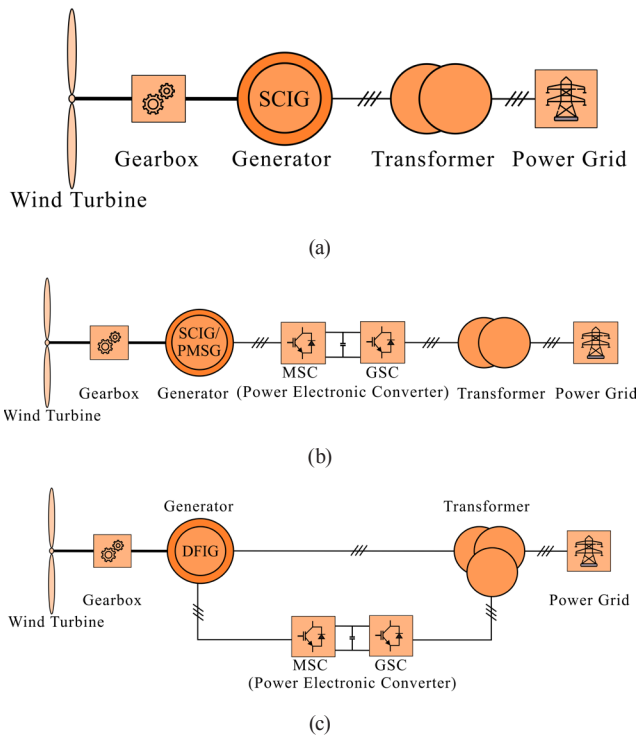 SCIG
Gearbox Generator Transformer Power Grid
Wind Turbine
(a)
SCIG/
PMSG
MSC GSC
Gearbox Generator (Power Electronic Converter) Transformer Power Grid
Wind Turbine
(b)
Generator Transformer
DFIG
Gearbox Power Grid
Wind Turbine
MSC GSC
(Power Electronic Converter)
(c)